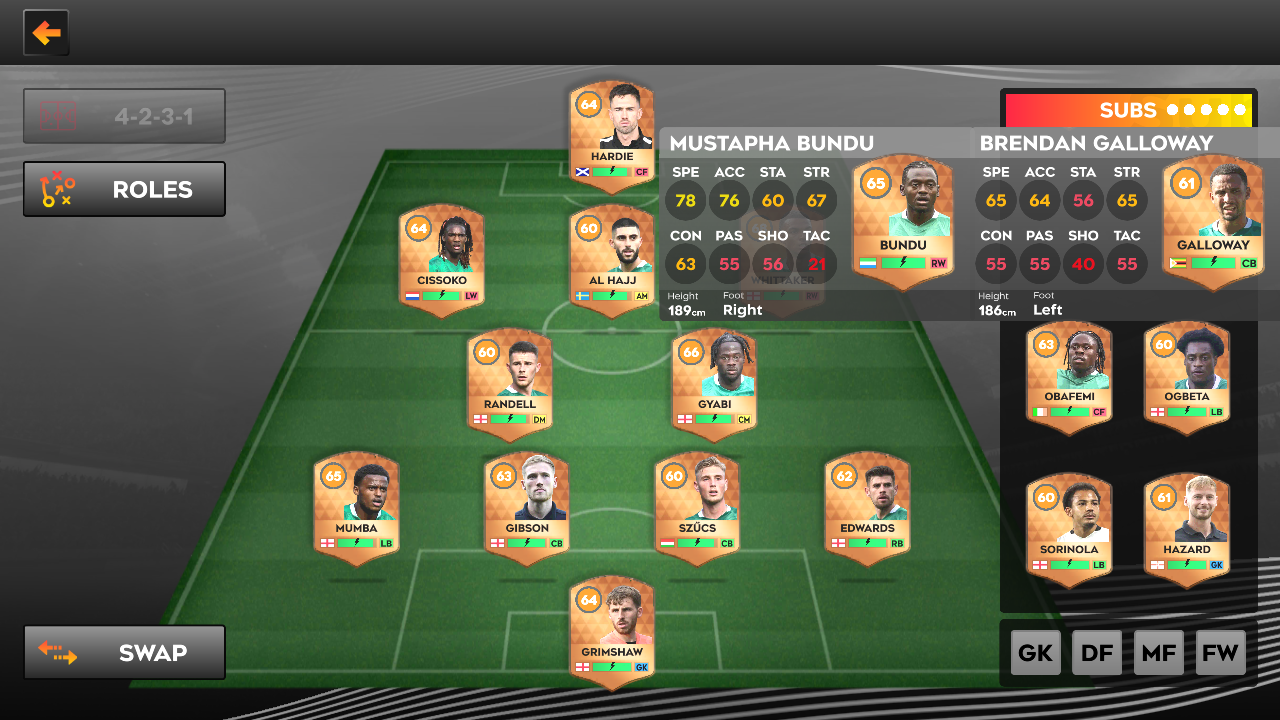 4-2-3-1
ROLES
SUBS
64
HARDIE
CF
MUSTAPHA BUNDU
SPE ACC STA STR
78 76 60 67
CON PAS SHO TAC
63 55 56 21
Height Foot
189cm Right
65
BUNDU
RW
BRENDAN GALLOWAY
SPE ACC STA STR
65 64 56 65
CON PAS SHO TAC
55 55 40 55
Height Foot
186cm Left
61
GALLOWAY
CB
64
CISSOKO
LW
60
AL HAJJ
AM
WHITTAKER
RW
60
RANDELL
DM
66
GYABI
CM
63
OBAFEMI
CF
60
OGBETA
LB
65
MUMBA
LB
63
GIBSON
CB
60
SZŰCS
CB
62
EDWARDS
RB
60
SORINOLA
LB
61
HAZARD
GK
64
GRIMSHAW
GK
SWAP
GK DF MF FW